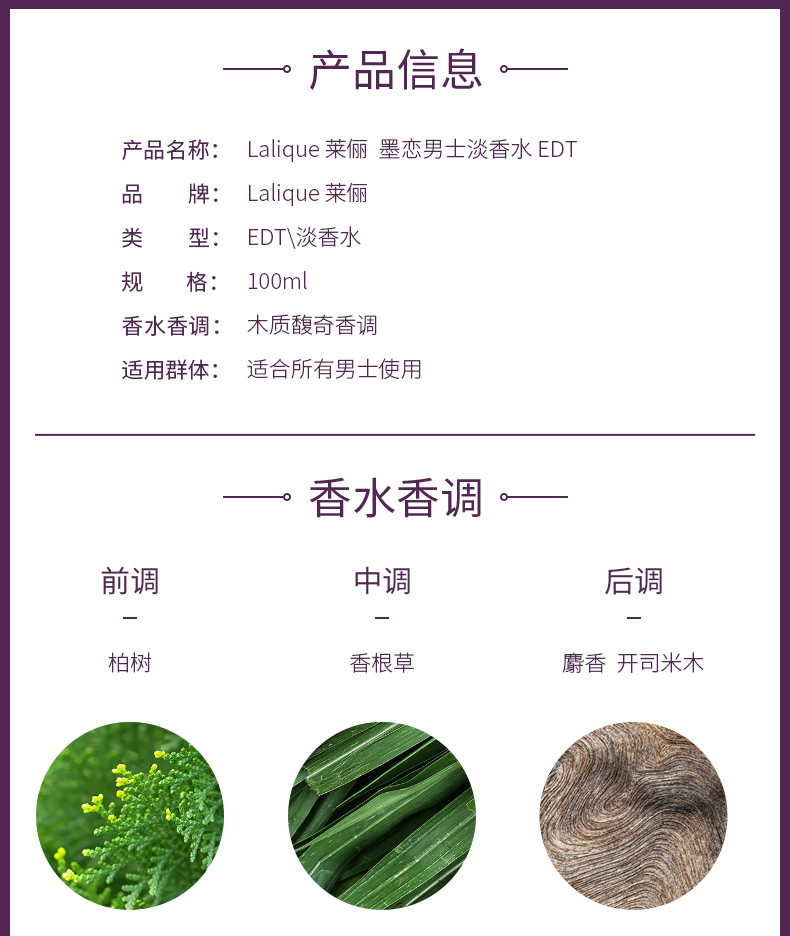 产品信息
产品名称： Lalique 莱俪 墨恋男士淡香水 EDT
品 牌： Lalique 莱俪
类 型： EDT\淡香水
规 格： 100ml
香水香调： 木质馥奇香调
适用群体： 适合所有男士使用
香水香调
前调 中调 后调
柏树 香根草 麝香 开司米木